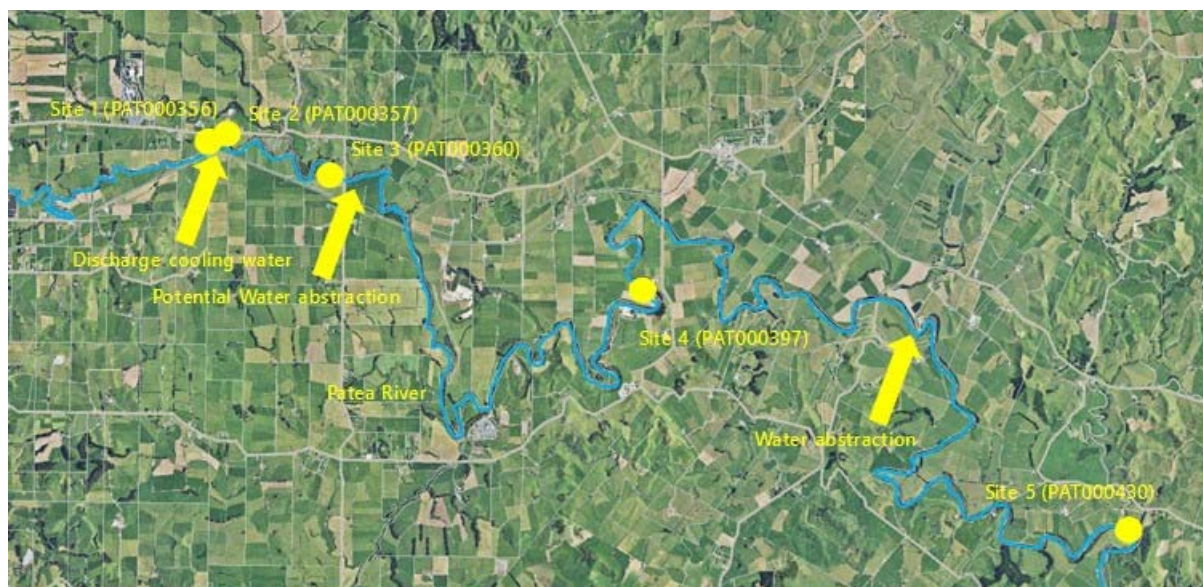 Site 1 (PAT000356)
Site 2 (PAT000357)
Site 3 (PAT000360)
Discharge cooling water
Potential Water abstraction
Site 4 (PAT000397)
Patea River
Water abstraction
Site 5 (PAT000430)